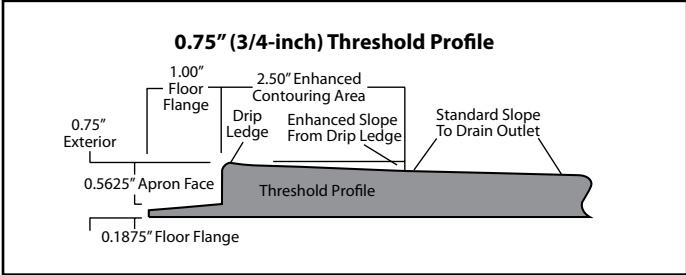 0.75” (3/4-inch) Threshold Profile
1.00”
Floor
Flange
2.50” Enhanced
Contouring Area
0.75”
Exterior
Drip
Ledge
Enhanced Slope
From Drip Ledge
Standard Slope
To Drain Outlet
0.5625” Apron Face
Threshold Profile
0.1875” Floor Flange